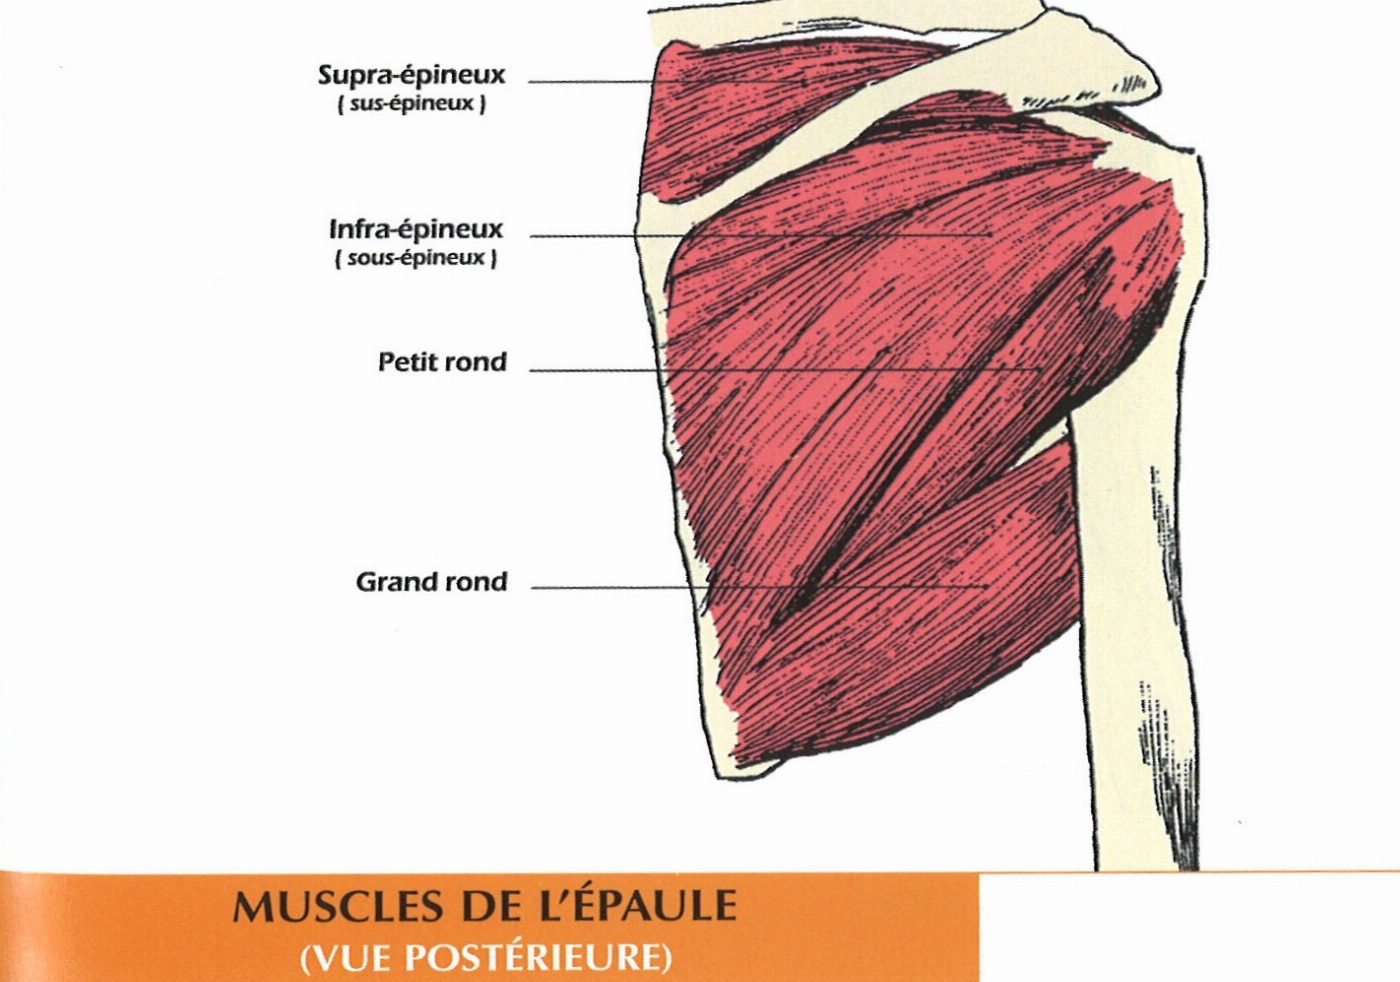 Supra-épineux
( sus-épineux )
Infra-épineux
( sous-épineux )
Petit rond
Grand rond
MUSCLES DE L'ÉPAULE
(VUE POSTÉRIEURE)